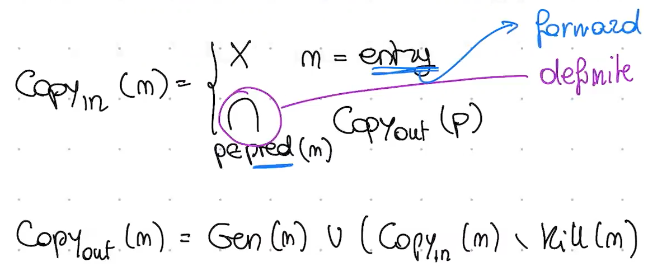 forward
X m = entry
Copy_in (m) = { ∩ definite
Copy_out (p)
p∈pred (m)
Copy_out (m) = Gen (m) ∪ ( Copy_in (m) \ Kill (m)